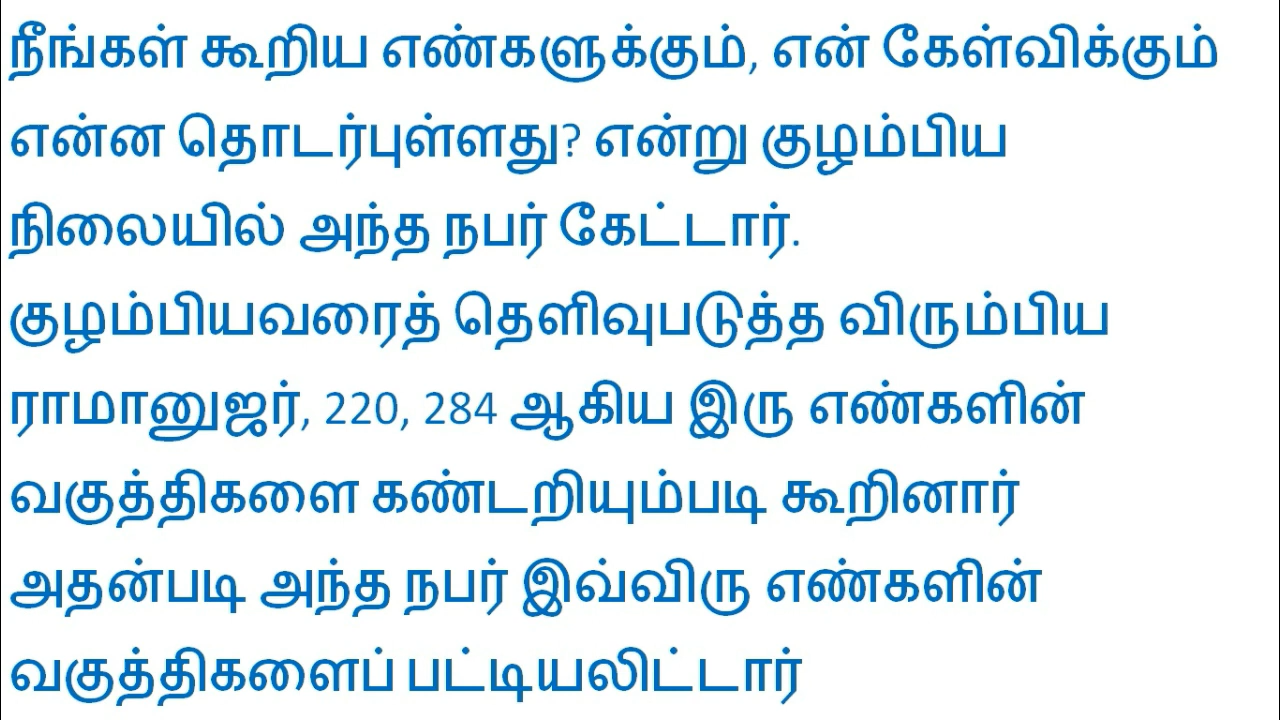 நீங்கள் கூறிய எண்களுக்கும், என் கேள்விக்கும்
என்ன தொடர்புள்ளது? என்று குழம்பிய
நிலையில் அந்த நபர் கேட்டார்.
குழம்பியவரைத் தெளிவுபடுத்த விரும்பிய
ராமானுஜர், 220, 284 ஆகிய இரு எண்களின்
வகுத்திகளை கண்டறியும்படி கூறினார்
அதன்படி அந்த நபர் இவ்விரு எண்களின்
வகுத்திகளைப் பட்டியலிட்டார்